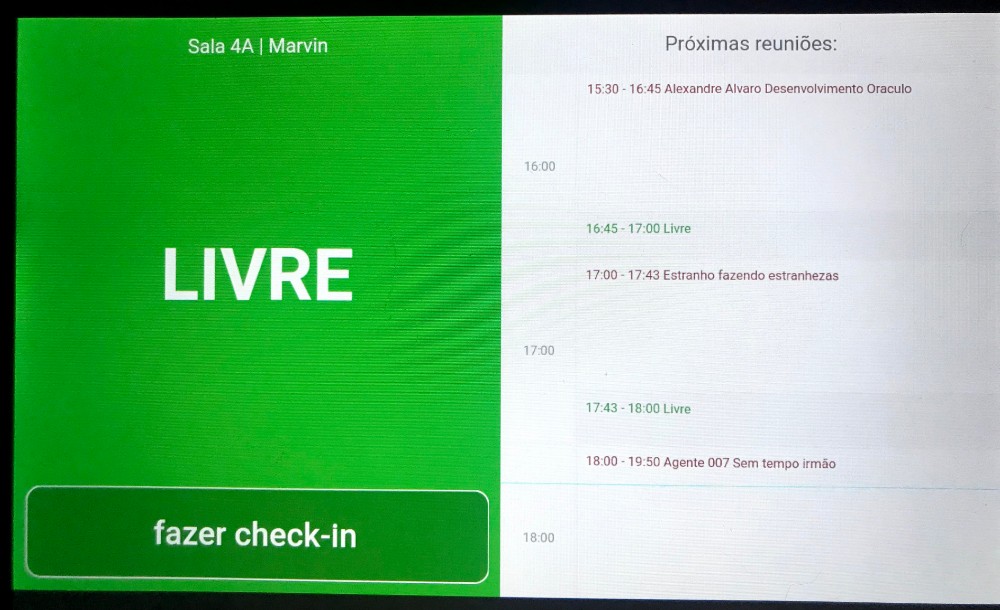 Sala 4A | Marvin
LIVRE
fazer check-in
Próximas reuniões:
15:30 - 16:45 Alexandre Alvaro Desenvolvimento Oraculo
16:00
16:45 - 17:00 Livre
17:00 - 17:43 Estranho fazendo estranhezas
17:00
17:43 - 18:00 Livre
18:00 - 19:50 Agente 007 Sem tempo irmão
18:00